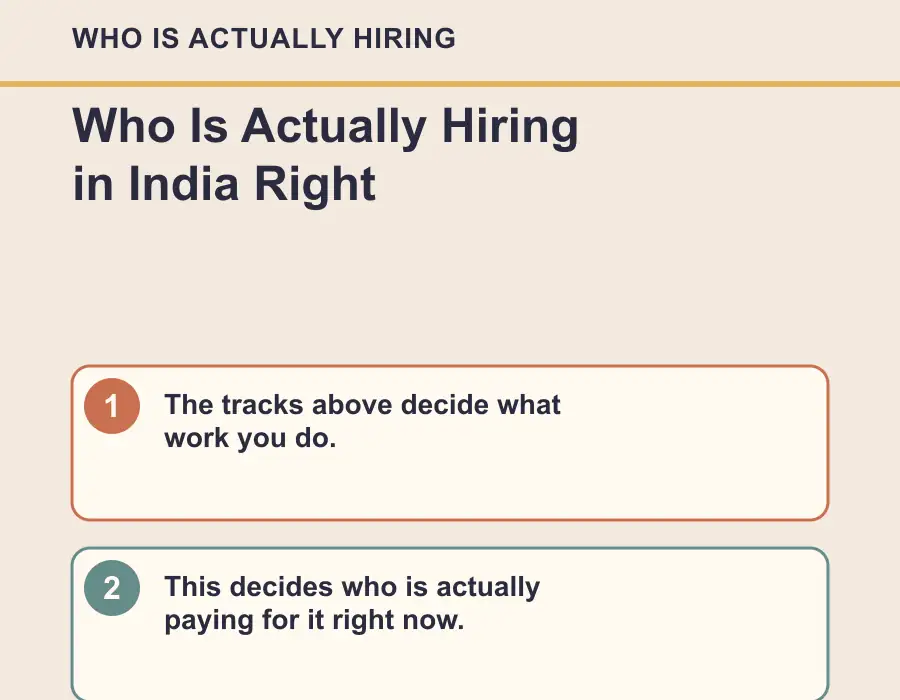 WHO IS ACTUALLY HIRING
Who Is Actually Hiring
in India Right
1
The tracks above decide what
work you do.
2
This decides who is actually
paying for it right now.